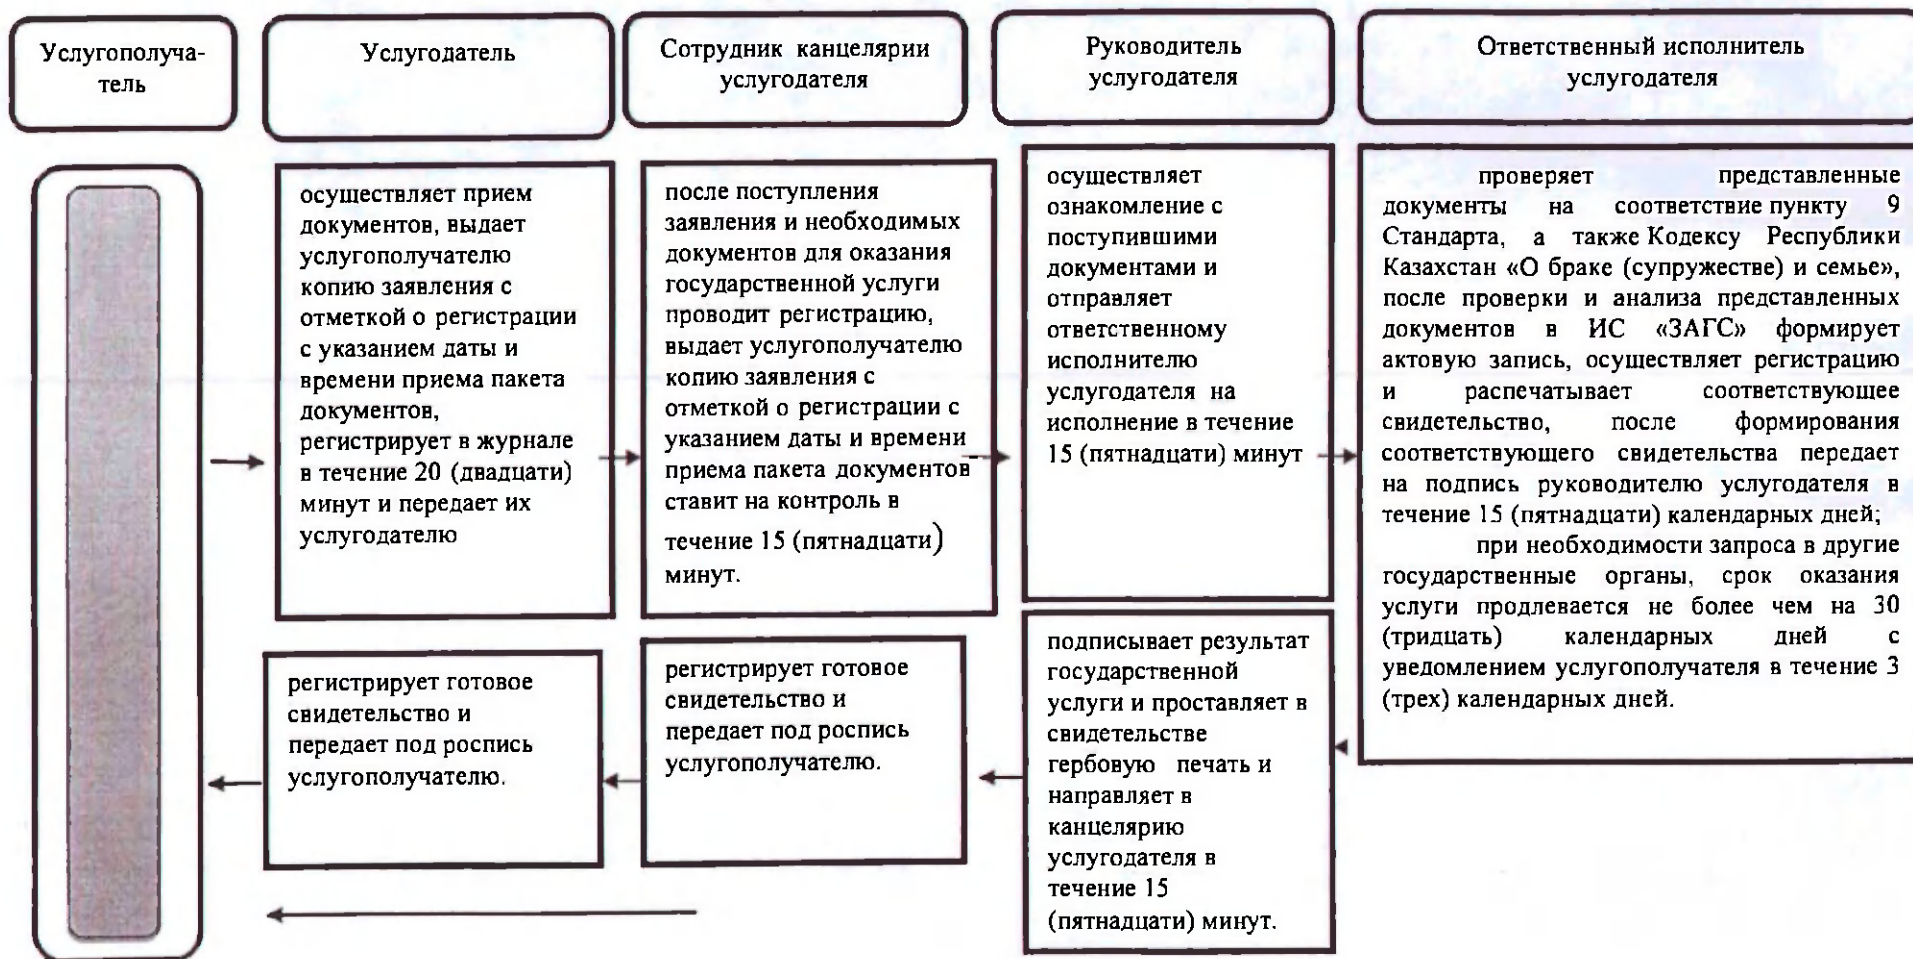 Услугополуча-
тель
Услугодатель
Сотрудник канцелярии
услугодателя
Руководитель
услугодателя
Ответственный исполнитель
услугодателя
осуществляет прием
документов, выдает
услугополучателю
копию заявления с
отметкой о регистрации
с указанием даты и
времени приема пакета
документов,
регистрирует в журнале
в течение 20 (двадцати)
минут и передает их
услугодателю
после поступления
заявления и необходимых
документов для оказания
государственной услуги
проводит регистрацию,
выдает услугополучателю
копию заявления с
отметкой о регистрации с
указанием даты и времени
приема пакета документов
ставит на контроль в
течение 15 (пятнадцати)
минут.
осуществляет
ознакомление с
поступившими
документами и
отправляет
ответственному
исполнителю
услугодателя на
исполнение в течение
15 (пятнадцати) минут
проверяет представленные
документы на соответствие пункту 9
Стандарта, а также Кодексу Республики
Казахстан «О браке (супружестве) и семье»,
после проверки и анализа представленных
документов в ИС «ЗАГС» формирует
актовую запись, осуществляет регистрацию
и распечатывает соответствующее
свидетельство, после формирования
соответствующего свидетельства передает
на подпись руководителю услугодателя в
течение 15 (пятнадцати) календарных дней;
при необходимости запроса в другие
государственные органы, срок оказания
услуги продлевается не более чем на 30
(тридцать) календарных дней с
уведомлением услугополучателя в течение 3
(трех) календарных дней.
регистрирует готовое
свидетельство и
передает под роспись
услугополучателю.
регистрирует готовое
свидетельство и
передает под роспись
услугополучателю.
подписывает результат
государственной
услуги и проставляет в
свидетельстве
гербовую печать и
направляет в
канцелярию
услугодателя в
течение 15
(пятнадцати) минут.